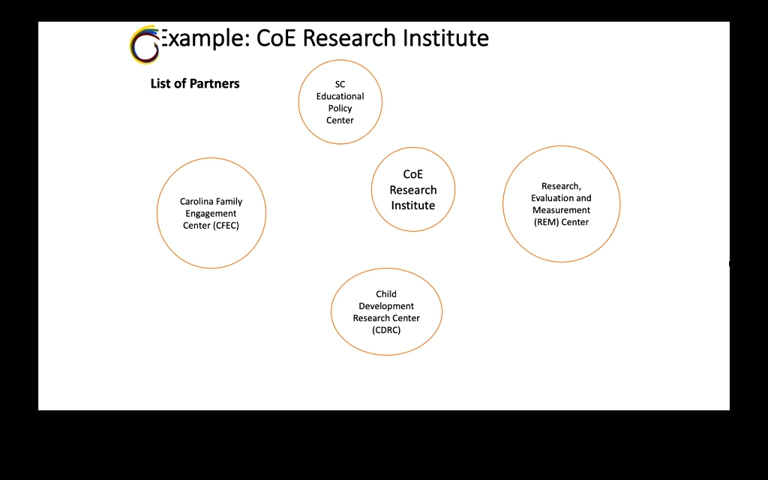 Example: CoE Research Institute
List of Partners
SC
Educational
Policy
Center
CoE
Research
Institute
Carolina Family
Engagement
Center (CFEC)
Research,
Evaluation and
Measurement
(REM) Center
Child
Development
Research Center
(CDRC)